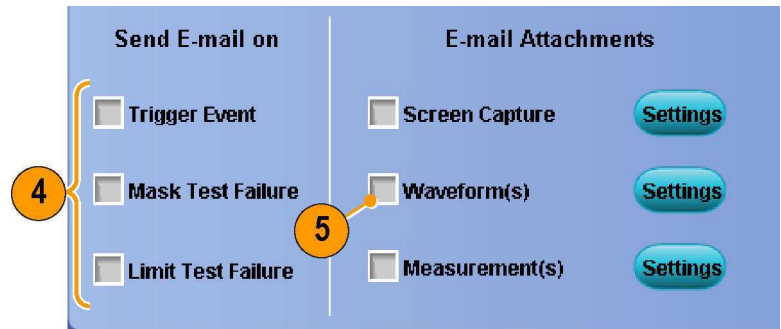 Send E-mail on
E-mail Attachments
Trigger Event
Screen Capture
Settings
4
Mask Test Failure
Waveform(s)
Settings
5
Limit Test Failure
Measurement(s)
Settings